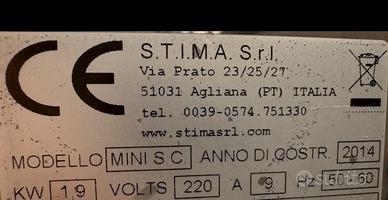 CE
S.T.I.M.A. S.r.l.
Via Prato 23/25/27
51031 Agliana (PT) ITALIA
tel. 0039-0574.751330
www.stimasrl.com
MODELLO MINI S C. ANNO DI COSTR. 2014
KW 1,9 VOLTS 220 A 9 Hz 50-60
subito